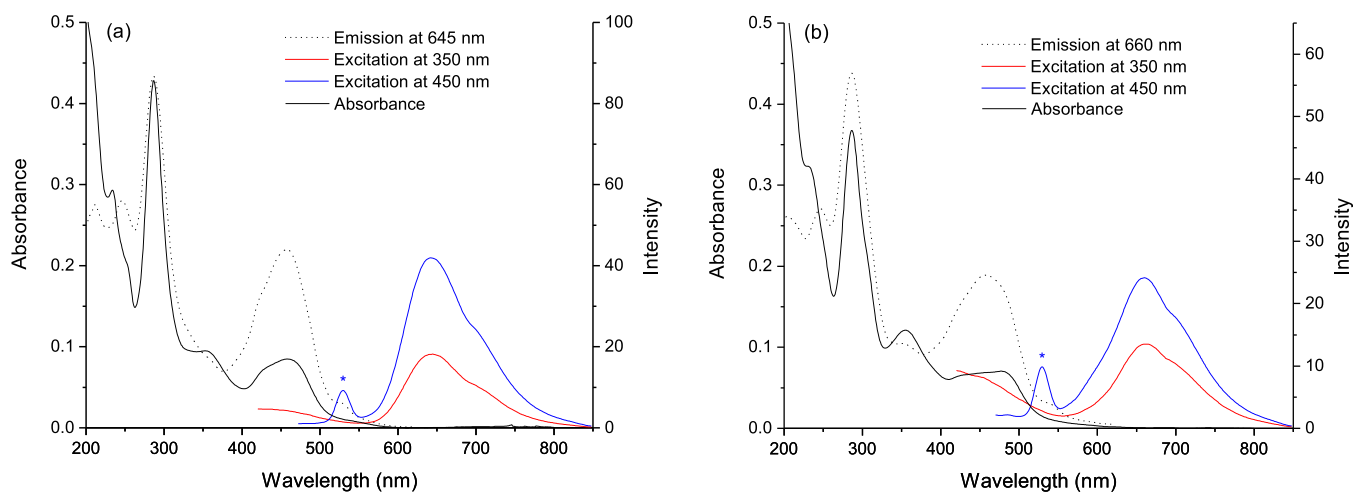 (a)
Emission at 645 nm
Excitation at 350 nm
Excitation at 450 nm
Absorbance
0.5
0.4
0.3
0.2
0.1
0.0
Absorbance
100
80
60
40
20
0
Intensity
*
200 300 400 500 600 700 800
Wavelength (nm)
(b)
Emission at 660 nm
Excitation at 350 nm
Excitation at 450 nm
Absorbance
0.5
0.4
0.3
0.2
0.1
0.0
Absorbance
60
50
40
30
20
10
0
Intensity
*
200 300 400 500 600 700 800
Wavelength (nm)